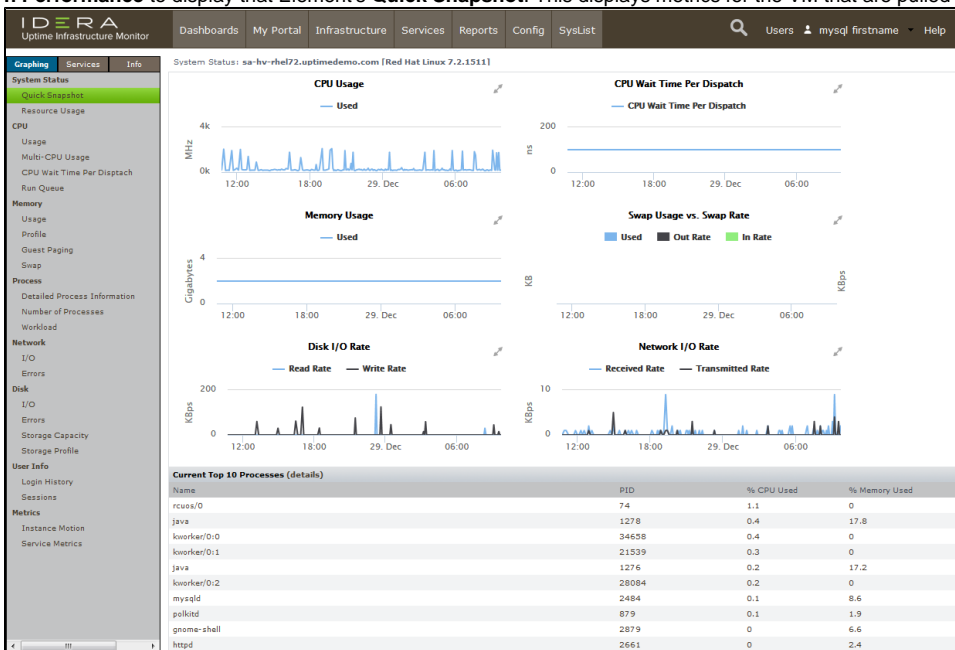 n Performance to display that Element's Quick Snapshot. This displays metrics for the VM that are pulled
IDERA
Uptime Infrastructure Monitor
Dashboards My Portal Infrastructure Services Reports Config SysList Users mysql firstname Help
Graphing Services Info
System Status
Quick Snapshot
Resource Usage
CPU
Usage
Multi-CPU Usage
CPU Wait Time Per Disptach
Run Queue
Memory
Usage
Profile
Guest Paging
Swap
Process
Detailed Process Information
Number of Processes
Workload
Network
I/O
Errors
Disk
I/O
Errors
Storage Capacity
Storage Profile
User Info
Login History
Sessions
Metrics
Instance Motion
Service Metrics
System Status: sa-hv-rhel72.uptimedemo.com [Red Hat Linux 7.2.1511]
CPU Usage
Used
4k
MHz
0k
12:00 18:00 29. Dec 06:00
CPU Wait Time Per Dispatch
CPU Wait Time Per Dispatch
200
ns
0
12:00 18:00 29. Dec 06:00
Memory Usage
Used
4
Gigabytes
0
12:00 18:00 29. Dec 06:00
Swap Usage vs. Swap Rate
Used Out Rate In Rate
KB
KBps
12:00 18:00 29. Dec 06:00
Disk I/O Rate
Read Rate Write Rate
200
KBps
0
12:00 18:00 29. Dec 06:00
Network I/O Rate
Received Rate Transmitted Rate
10
KBps
0
12:00 18:00 29. Dec 06:00
Current Top 10 Processes (details)
Name PID % CPU Used % Memory Used
rcuos/0 74 1.1 0
java 1278 0.4 17.8
kworker/0:0 34658 0.4 0
kworker/0:1 21539 0.3 0
java 1276 0.2 17.2
kworker/0:2 28084 0.2 0
mysqld 2484 0.1 8.6
polkitd 879 0.1 1.9
gnome-shell 2879 0 6.6
httpd 2661 0 2.4